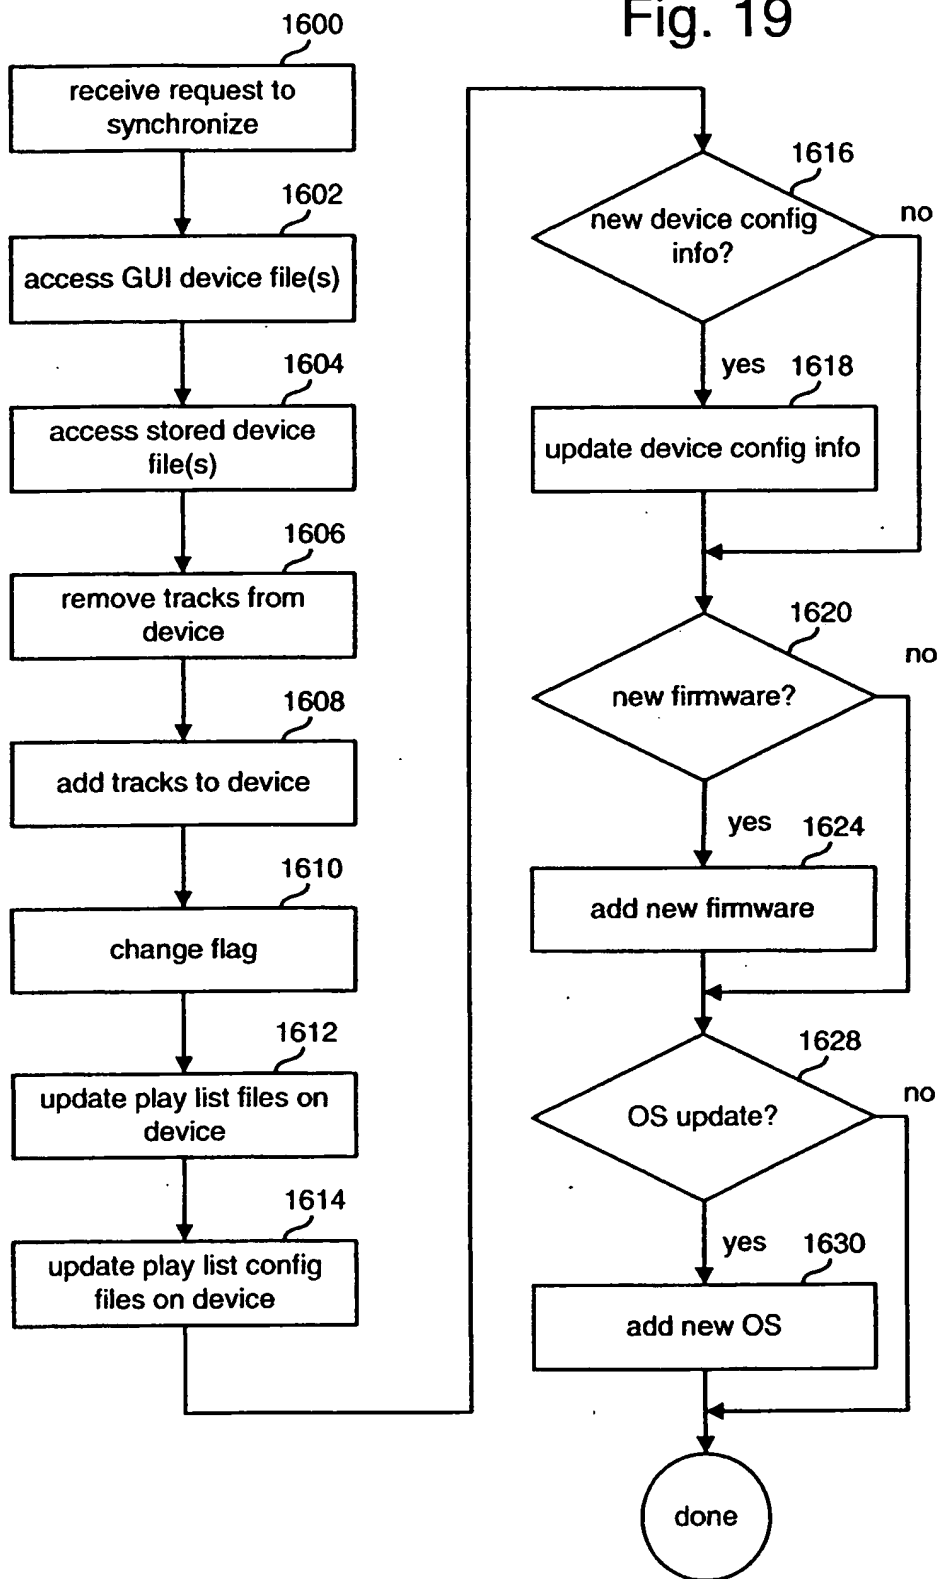 Fig. 19
1600
receive request to
synchronize
1602
access GUI device file(s)
1604
access stored device
file(s)
1606
remove tracks from
device
1608
add tracks to device
1610
change flag
1612
update play list files on
device
1614
update play list config
files on device
1616
new device config
info?
no
yes
1618
update device config info
1620
new firmware?
no
yes
1624
add new firmware
1628
OS update?
no
yes
1630
add new OS
done